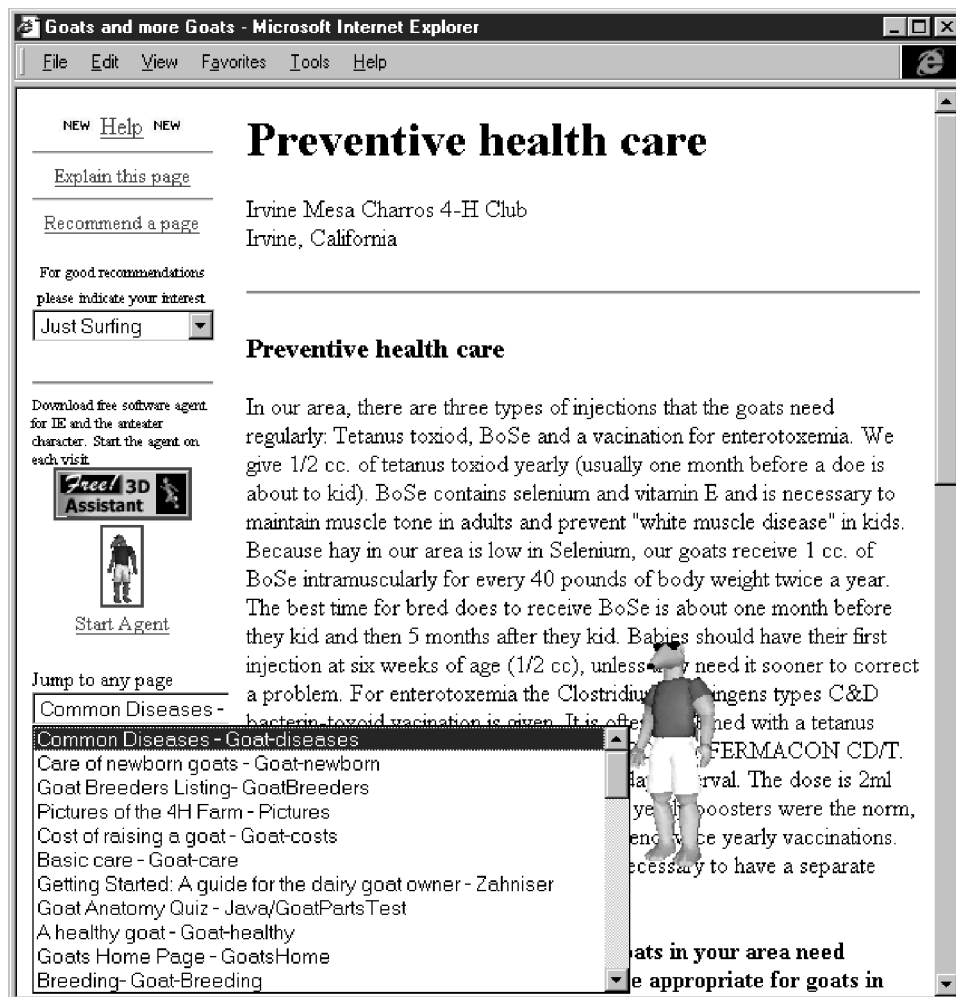 Goats and more Goats - Microsoft Internet Explorer
File Edit View Favorites Tools Help
NEW Help NEW
Explain this page
Recommend a page
For good recommendations
please indicate your interest
Just Surfing
Download free software agent
for IE and the anteater
character. Start the agent on
each visit
Free! 3D
Assistant
Start Agent
Jump to any page
Common Diseases -
Common Diseases - Goat-diseases
Care of newborn goats - Goat-newborn
Goat Breeders Listing- GoatBreeders
Pictures of the 4H Farm - Pictures
Cost of raising a goat - Goat-costs
Basic care - Goat-care
Getting Started: A guide for the dairy goat owner - Zahniser
Goat Anatomy Quiz - Java/GoatPartsTest
A healthy goat - Goat-healthy
Goats Home Page - GoatsHome
Breeding- Goat-Breeding
Preventive health care
Irvine Mesa Charros 4-H Club
Irvine, California
Preventive health care
In our area, there are three types of injections that the goats need
regularly: Tetanus toxiod, BoSe and a vacination for enterotoxemia. We
give 1/2 cc. of tetanus toxiod yearly (usually one month before a doe is
about to kid). BoSe contains selenium and vitamin E and is necessary to
maintain muscle tone in adults and prevent "white muscle disease" in kids.
Because hay in our area is low in Selenium, our goats receive 1 cc. of
BoSe intramuscularly for every 40 pounds of body weight twice a year.
The best time for bred does to receive BoSe is about one month before
they kid and then 5 months after they kid. Babies should have their first
injection at six weeks of age (1/2 cc), unless need it sooner to correct
a problem. For enterotoxemia the Clostridiu ingens types C&D
bacterin-toxoid vacination is given. It is ofte ned with a tetanus
FERMACON CD/T.
rval. The dose is 2ml
boosters were the norm,
ce yearly vaccinations.
ecessary to have a separate
ats in your area need
e appropriate for goats in